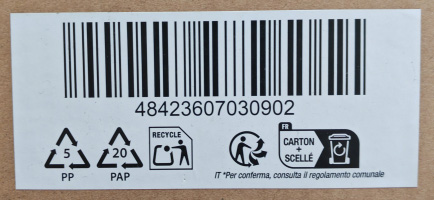 48423607030902
RECYCLE
FR
5
20
CARTON
+
SCELLÉ
PP
PAP
IT *Per conferma, consulta il regolamento comunale